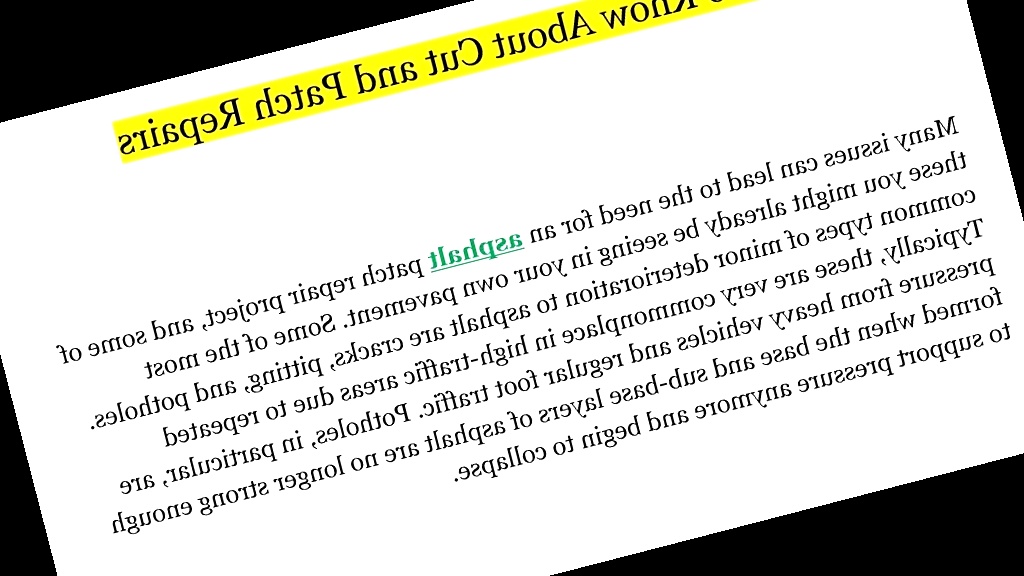 Know About Cut and Patch Repairs
Many issues can lead to the need for an asphalt patch repair project, and some of
these you might already be seeing in your own pavement. Some of the most
common types of minor deterioration to asphalt are cracks, pitting, and potholes.
Typically, these are very commonplace in high-traffic areas due to repeated
pressure from heavy vehicles and regular foot traffic. Potholes, in particular, are
formed when the base and sub-base layers of asphalt are no longer strong enough
to support pressure anymore and begin to collapse.